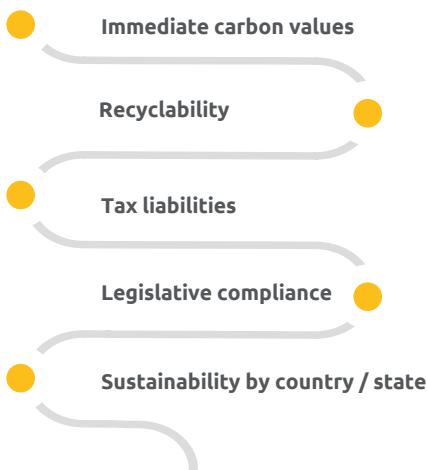 Immediate carbon values
Recyclability
Tax liabilities
Legislative compliance
Sustainability by country / state